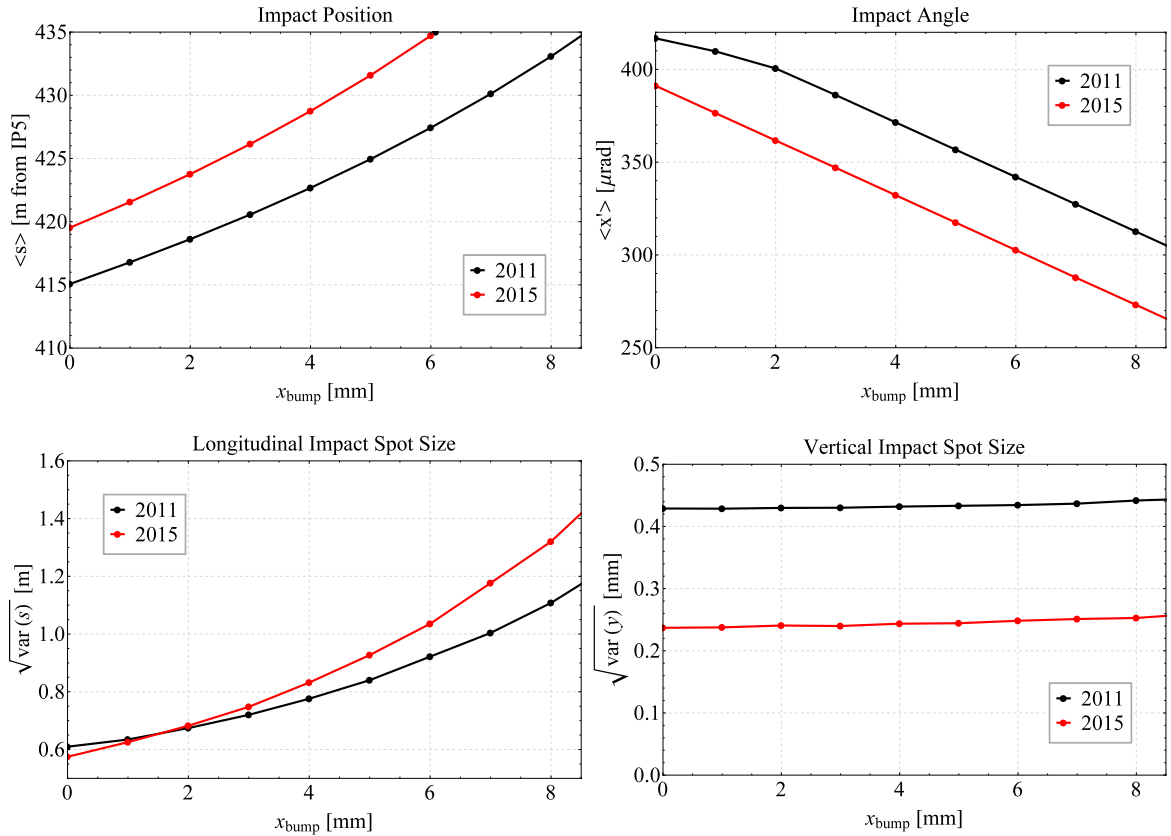 Impact Position
435
430
425
420
415
410
<s> [m from IP5]
2011
2015
0 2 4 6 8
x_bump [mm]
Impact Angle
400
350
300
250
<x'> [μrad]
2011
2015
0 2 4 6 8
x_bump [mm]
Longitudinal Impact Spot Size
1.6
1.4
1.2
1.0
0.8
0.6
√var (s) [m]
2011
2015
0 2 4 6 8
x_bump [mm]
Vertical Impact Spot Size
0.5
0.4
0.3
0.2
0.1
0.0
√var (y) [mm]
2011
2015
0 2 4 6 8
x_bump [mm]